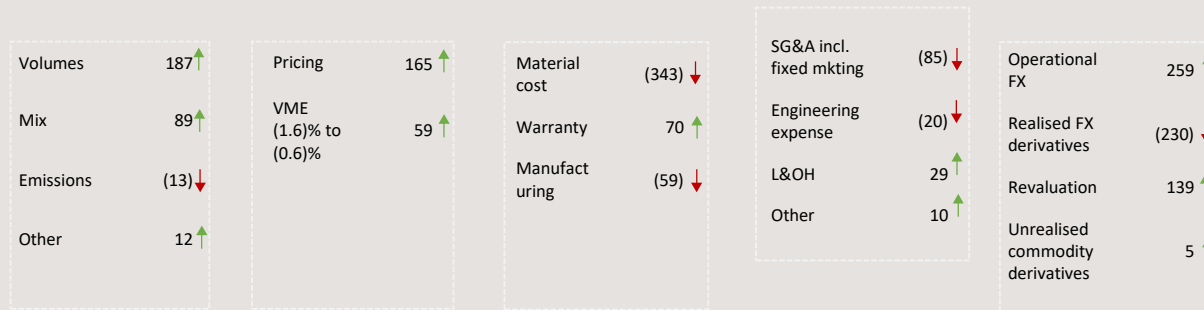 Volumes 187
Mix 89
Emissions (13)
Other 12
Pricing 165
VME
(1.6)% to 59
(0.6)%
Material
cost (343)
Warranty 70
Manufact
uring (59)
SG&A incl.
fixed mkting (85)
Engineering
expense (20)
L&OH 29
Other 10
Operational
FX 259
Realised FX
derivatives (230)
Revaluation 139
Unrealised
commodity 5
derivatives